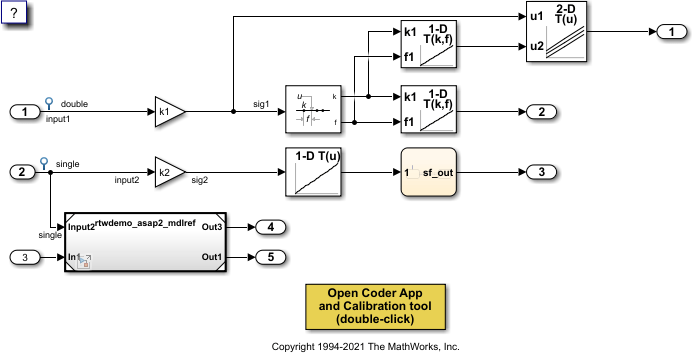 ?
2-D
T(u)
u1
u2
1
1-D
T(k,f)
k1
f1
double
1
input1
k1
sig1
u
k
f
k
f
1-D
T(k,f)
k1
f1
2
single
2
input2
k2
sig2
1-D T(u)
1
sf_out
3
single
Input2
rtwdemo_asap2_mdlref
Out3
4
3
In1
Out1
5
Open Coder App
and Calibration tool
(double-click)
Copyright 1994-2021 The MathWorks, Inc.